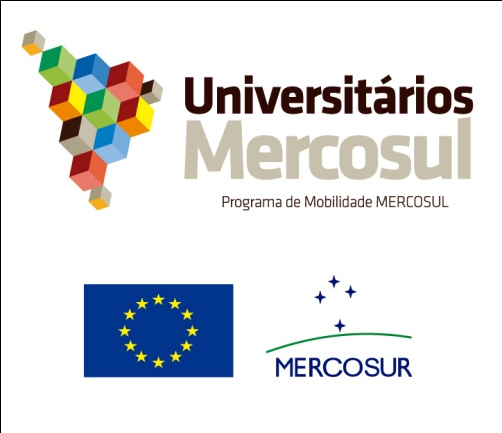 Universitários
Mercosul
Programa de Mobilidade MERCOSUL
MERCOSUR